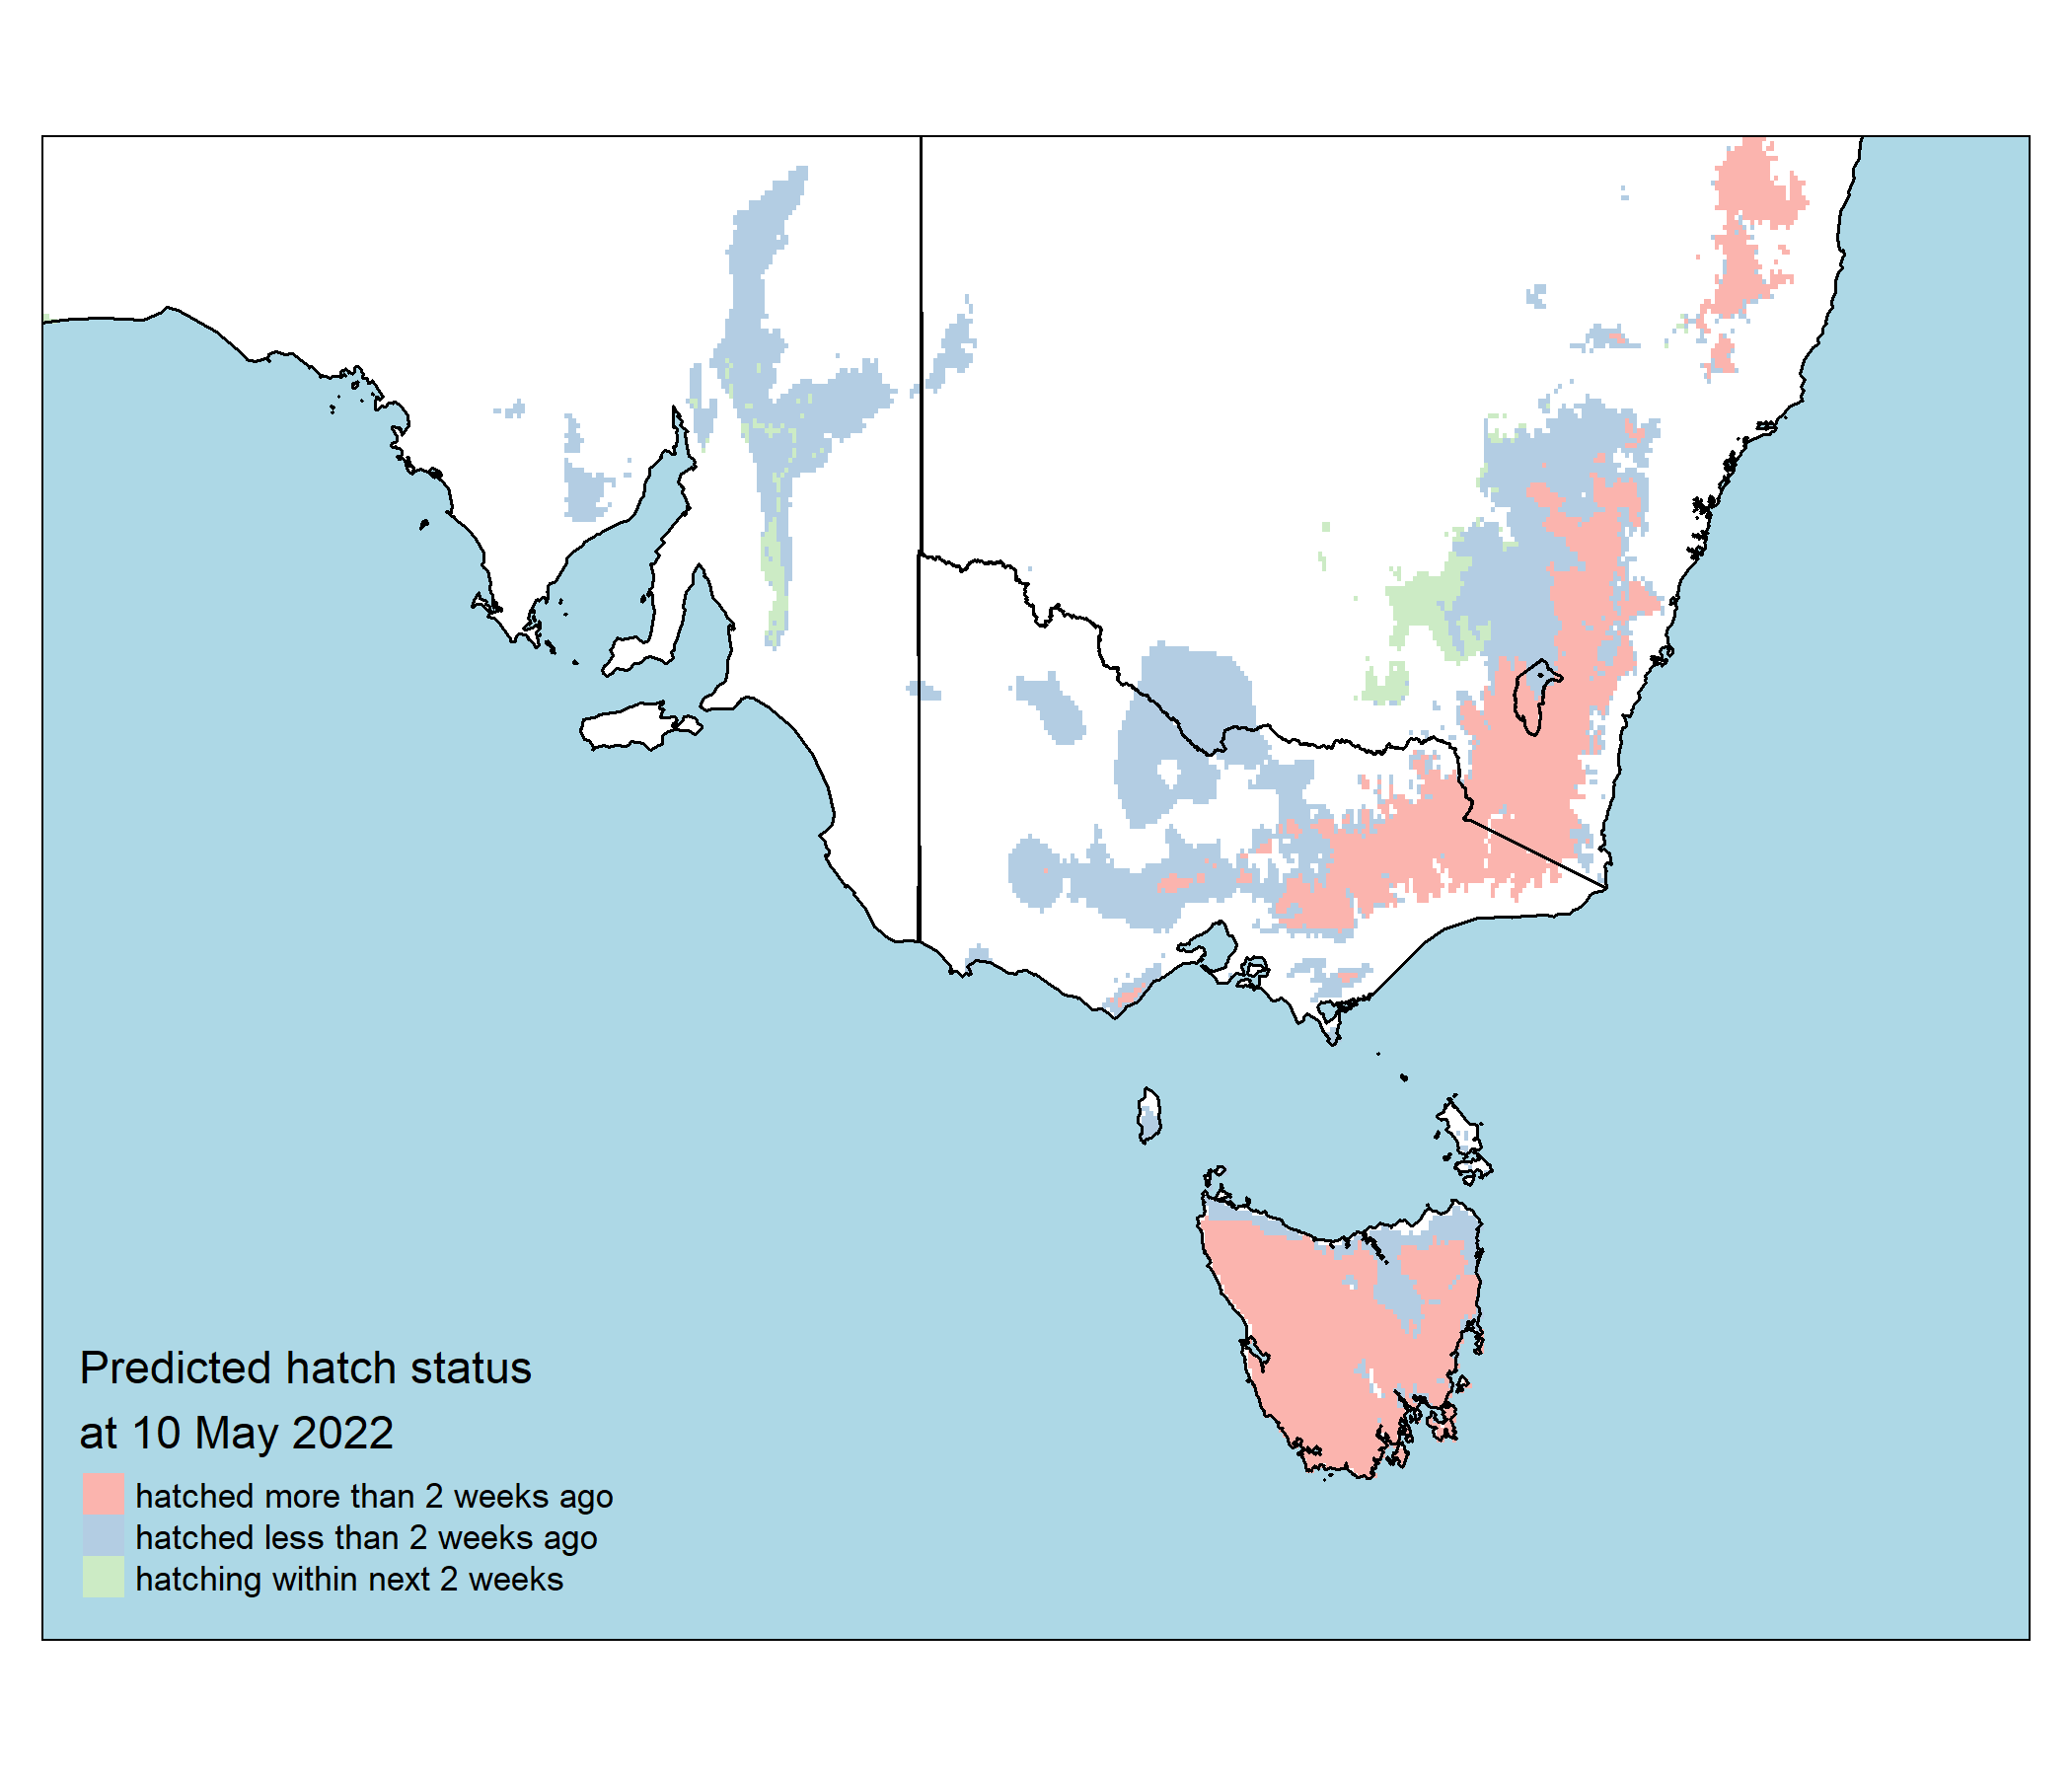 Predicted hatch status
at 10 May 2022
hatched more than 2 weeks ago
hatched less than 2 weeks ago
hatching within next 2 weeks